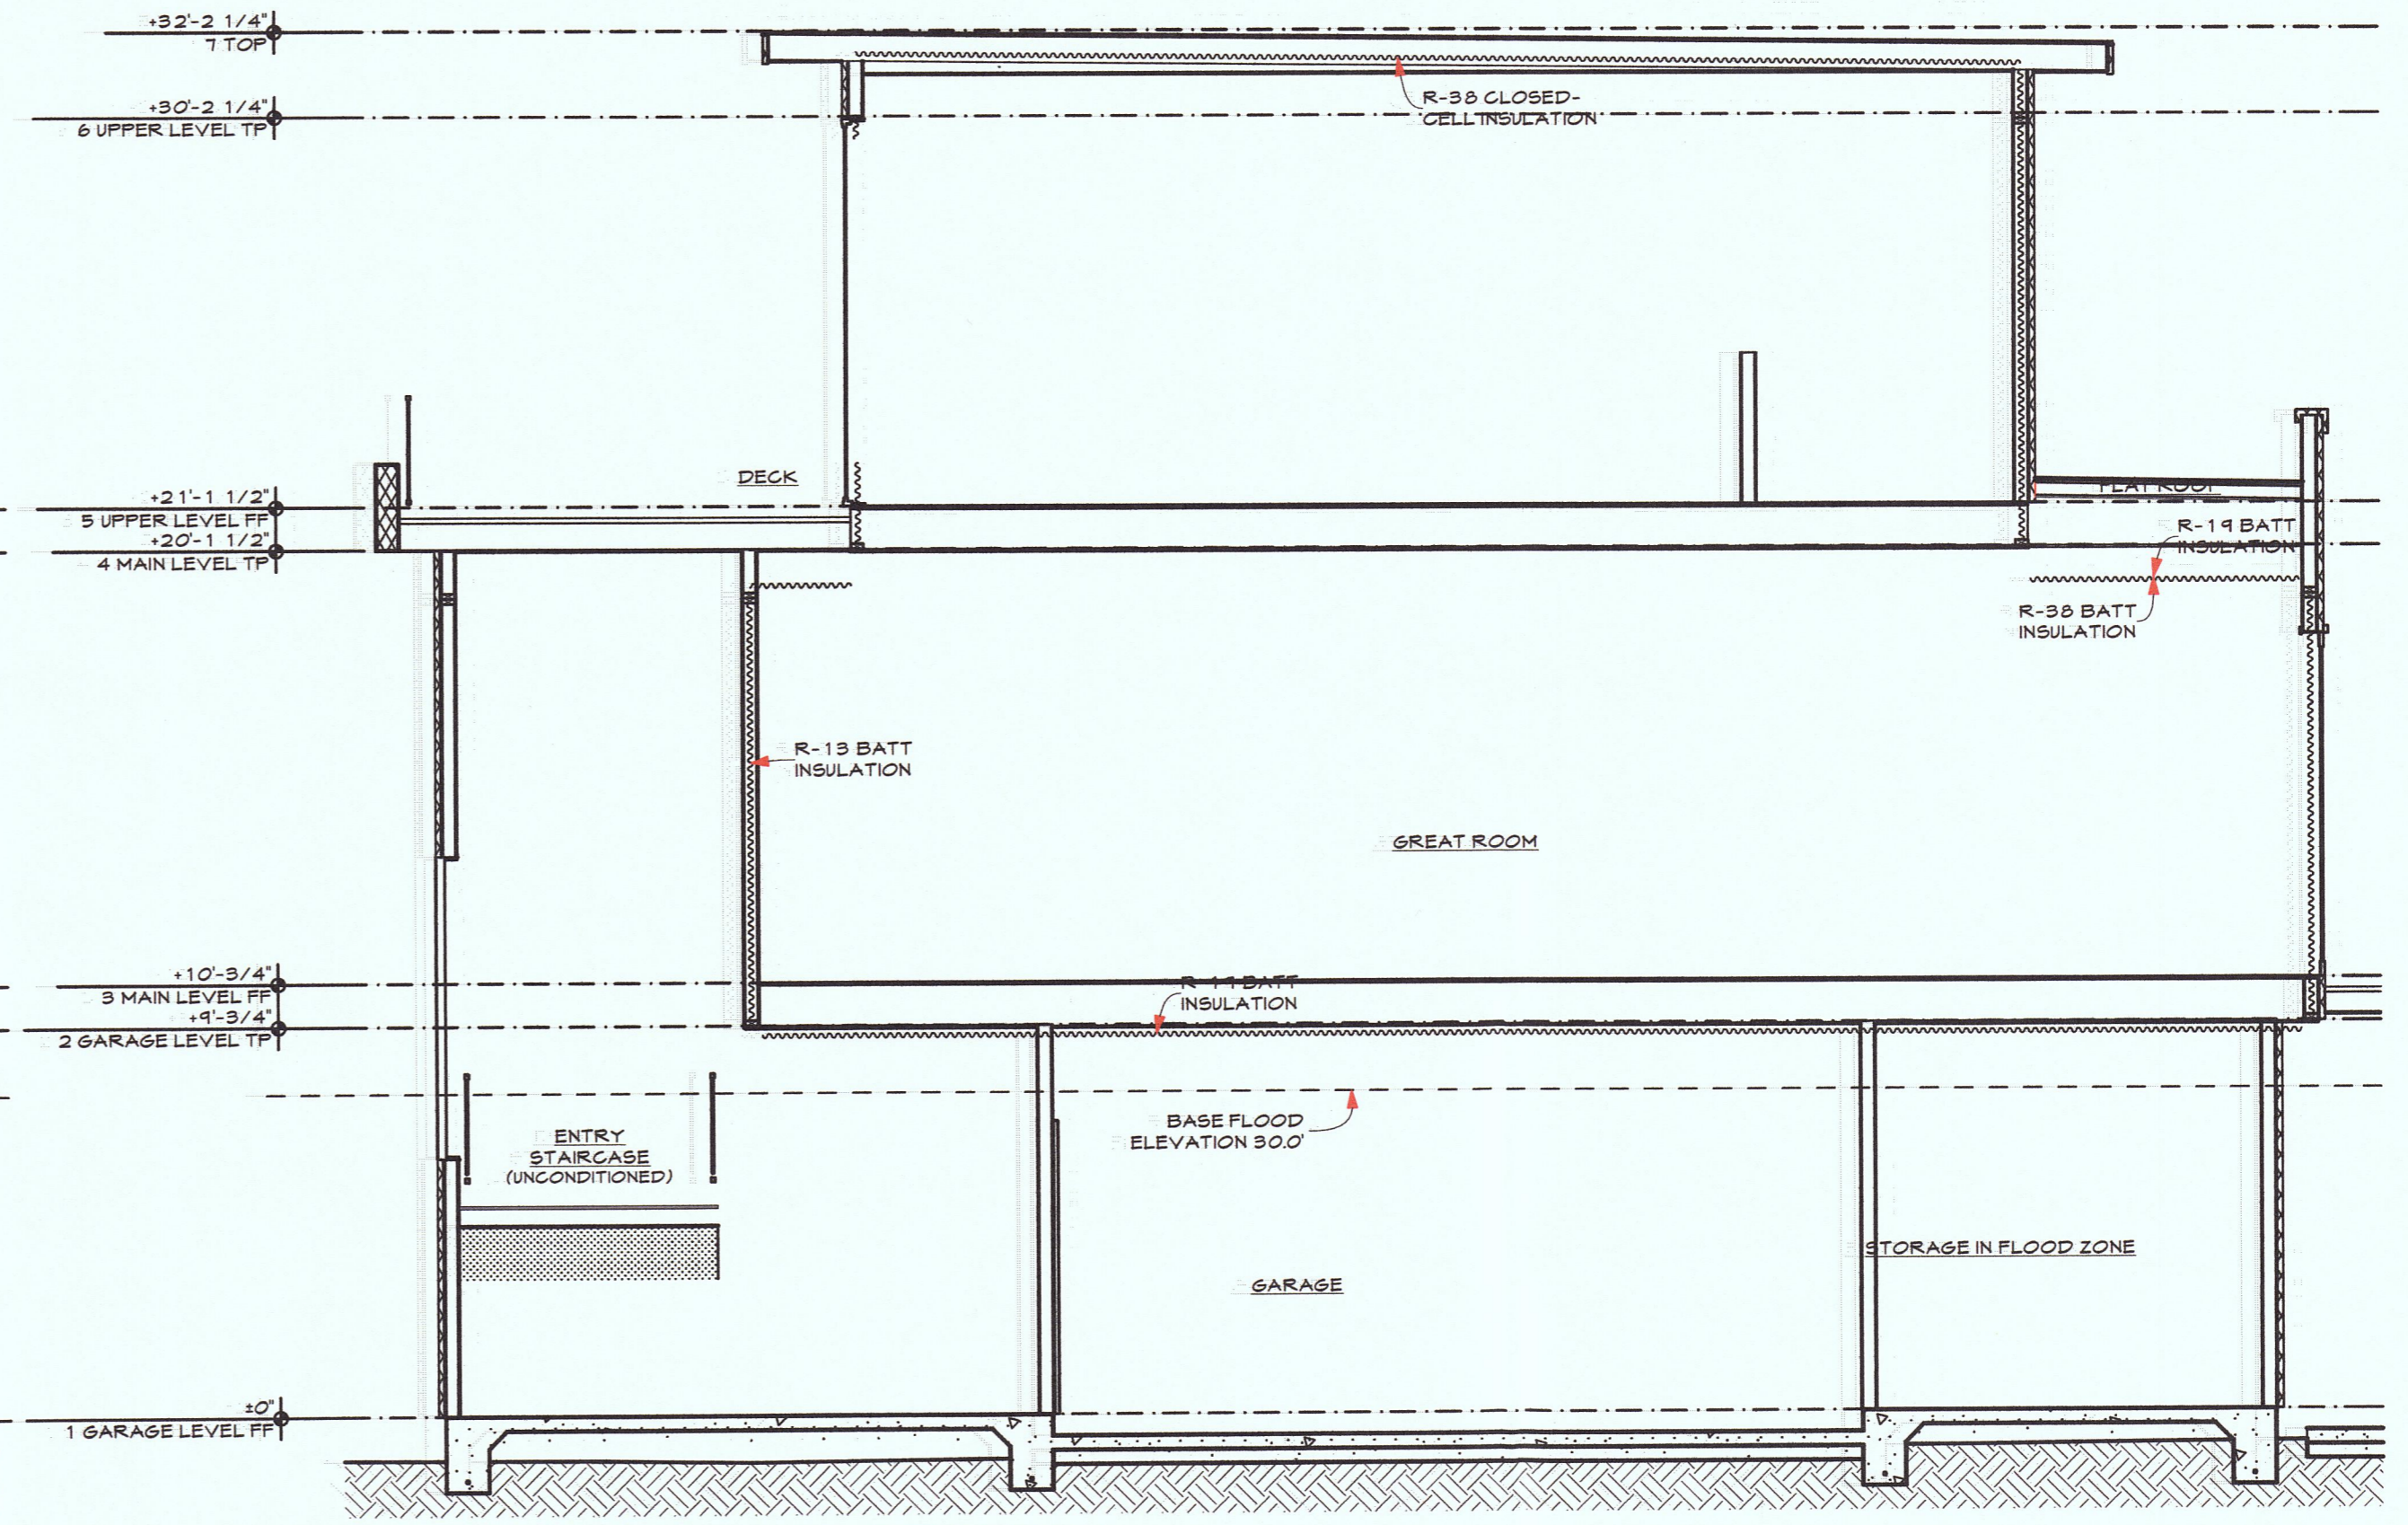 +32'-2 1/4"
7 TOP
+30'-2 1/4"
6 UPPER LEVEL TP
R-38 CLOSED-
CELL INSULATION
DECK
+21'-1 1/2"
5 UPPER LEVEL FF
+20'-1 1/2"
4 MAIN LEVEL TP
FLAT ROOF
R-19 BATT
INSULATION
R-38 BATT
INSULATION
R-13 BATT
INSULATION
GREAT ROOM
+10'-3/4"
3 MAIN LEVEL FF
+9'-3/4"
2 GARAGE LEVEL TP
R-19 BATT
INSULATION
BASE FLOOD
ELEVATION 30.0'
ENTRY
STAIRCASE
(UNCONDITIONED)
STORAGE IN FLOOD ZONE
GARAGE
±0"
1 GARAGE LEVEL FF